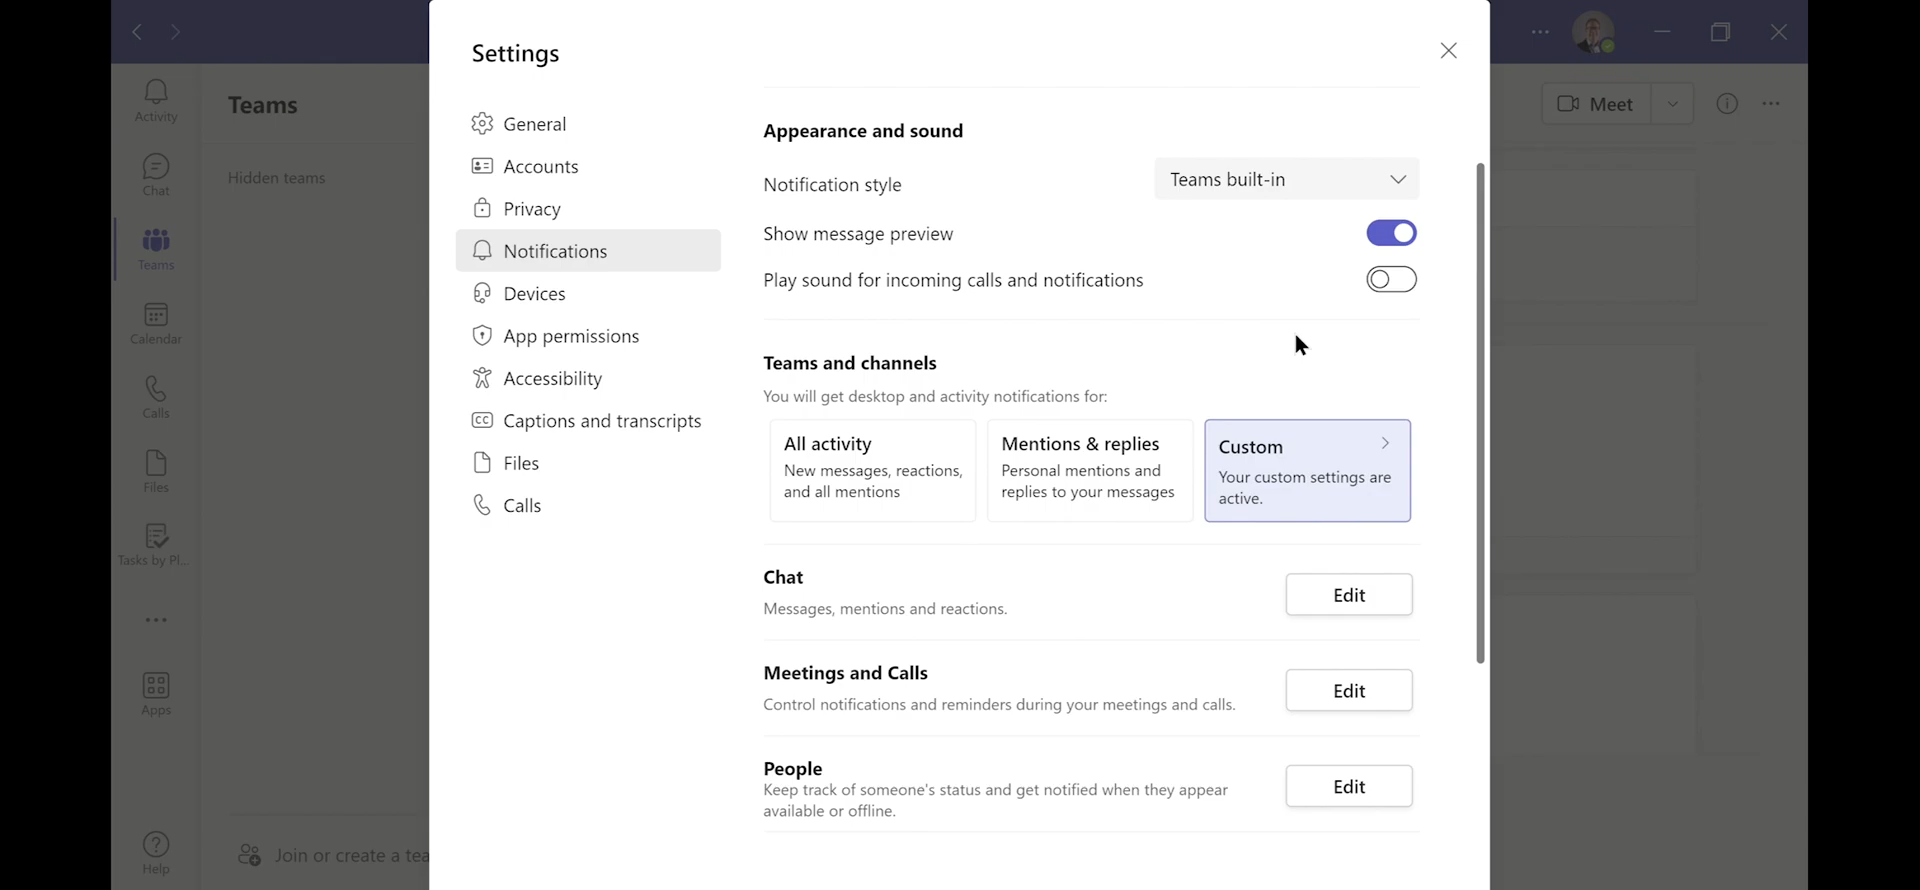 Settings
Activity
Chat
Teams
Calendar
Calls
Files
Tasks by Pl...
Apps
Help
Teams
Hidden teams
Join or create a tea
General
Accounts
Privacy
Notifications
Devices
App permissions
Accessibility
CC Captions and transcripts
Files
Calls
Appearance and sound
Notification style
Teams built-in
Show message preview
Play sound for incoming calls and notifications
Teams and channels
You will get desktop and activity notifications for:
All activity
New messages, reactions,
and all mentions
Mentions & replies
Personal mentions and
replies to your messages
Custom
Your custom settings are
active.
Chat
Messages, mentions and reactions.
Edit
Meetings and Calls
Control notifications and reminders during your meetings and calls.
Edit
People
Keep track of someone's status and get notified when they appear
available or offline.
Edit
Meet